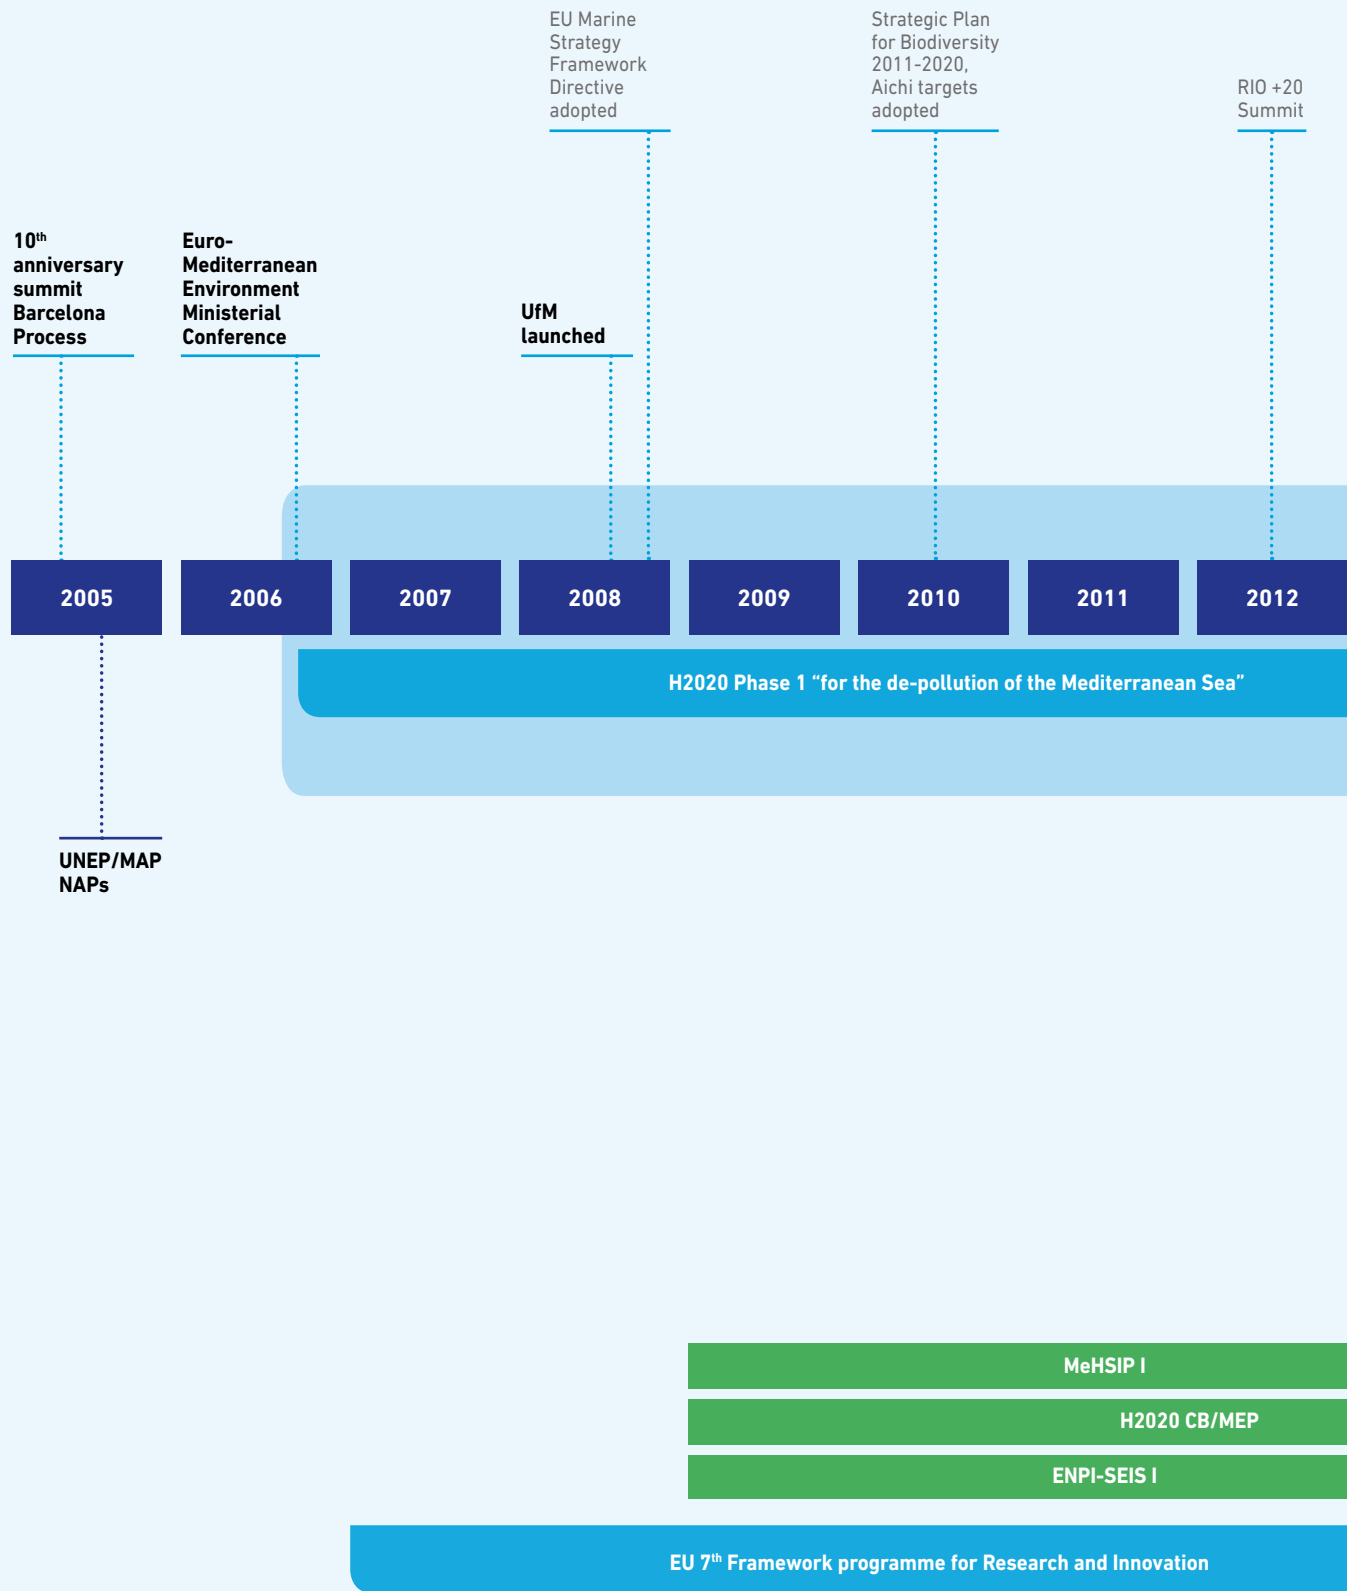 EU Marine
Strategy
Framework
Directive
adopted
Strategic Plan
for Biodiversity
2011-2020,
Aichi targets
adopted
RIO +20
Summit
10th
anniversary
summit
Barcelona
Process
Euro-
Mediterranean
Environment
Ministerial
Conference
UfM
launched
2005
2006
2007
2008
2009
2010
2011
2012
H2020 Phase 1 “for the de-pollution of the Mediterranean Sea”
UNEP/MAP
NAPs
MeHSIP I
H2020 CB/MEP
ENPI-SEIS I
EU 7th Framework programme for Research and Innovation